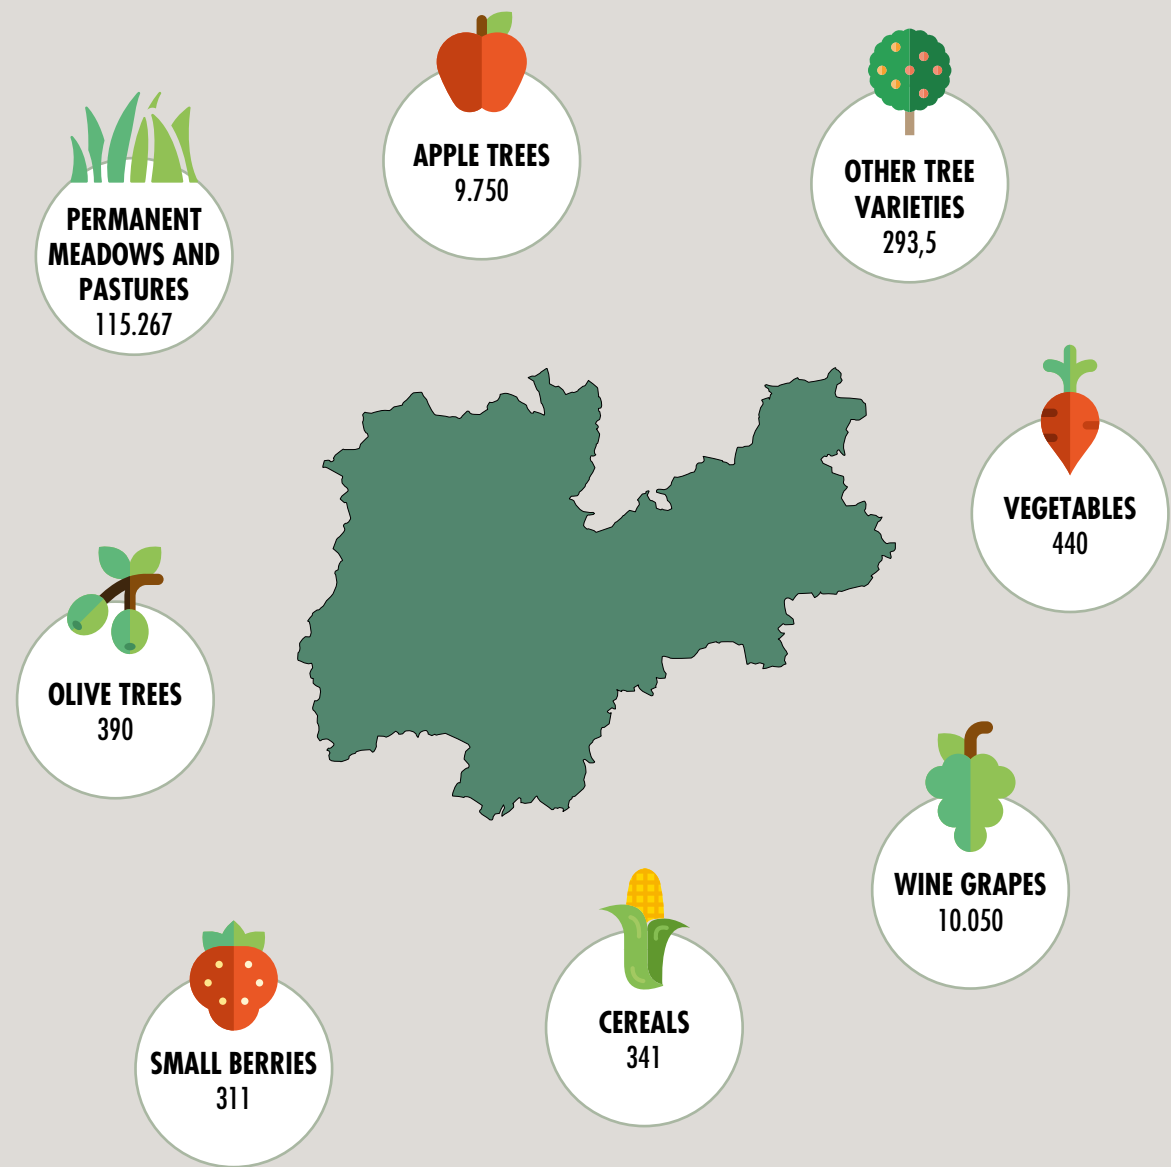 APPLE TREES
9.750
OTHER TREE
VARIETIES
293,5
PERMANENT
MEADOWS AND
PASTURES
115.267
VEGETABLES
440
OLIVE TREES
390
WINE GRAPES
10.050
CEREALS
341
SMALL BERRIES
311